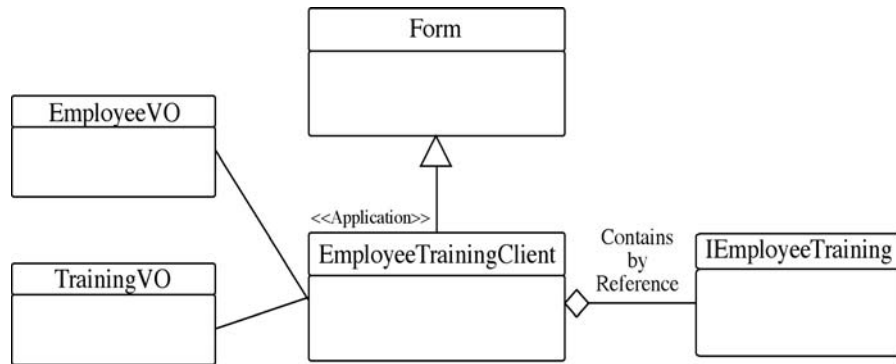 Form
EmployeeVO
<<Application>>
EmployeeTrainingClient
Contains
by
Reference
IEmployeeTraining
TrainingVO